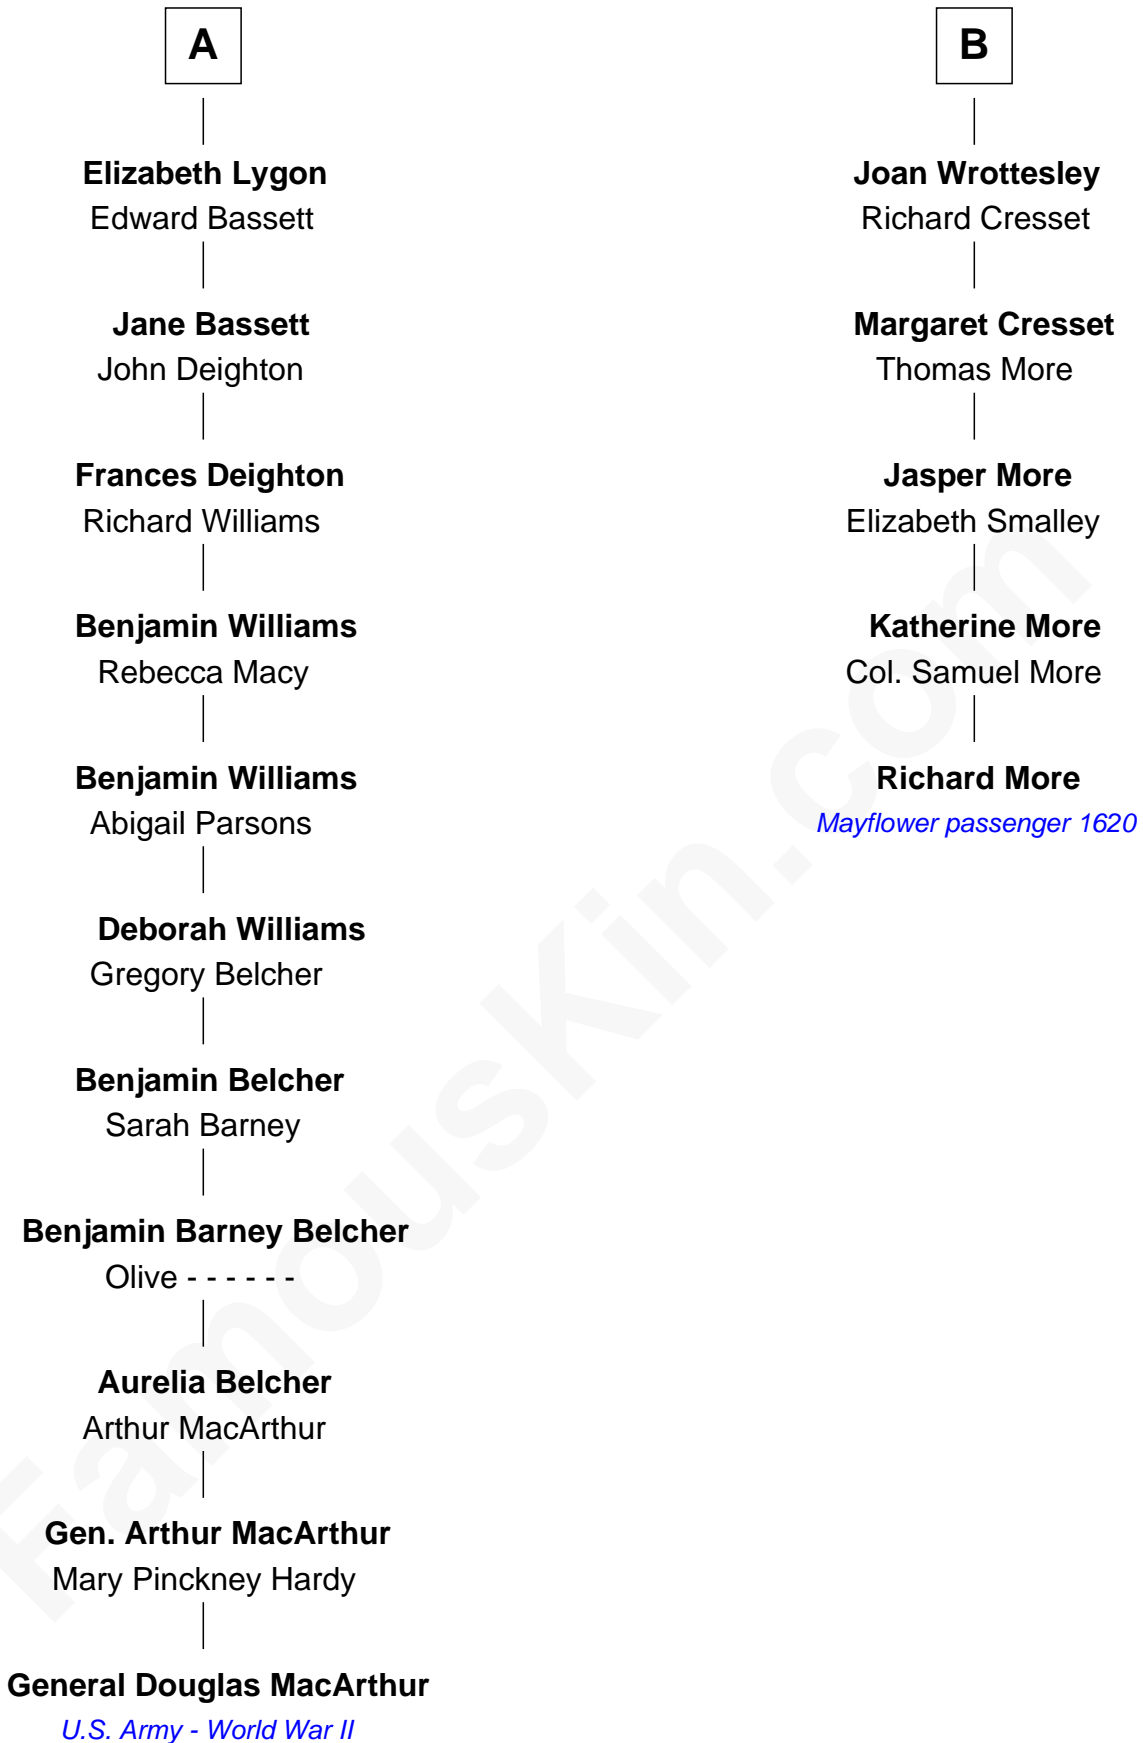 A
Elizabeth Lygon
Edward Bassett
Jane Bassett
John Deighton
Frances Deighton
Richard Williams
Benjamin Williams
Rebecca Macy
Benjamin Williams
Abigail Parsons
Deborah Williams
Gregory Belcher
Benjamin Belcher
Sarah Barney
Benjamin Barney Belcher
Olive - - - - - -
Aurelia Belcher
Arthur MacArthur
Gen. Arthur MacArthur
Mary Pinckney Hardy
General Douglas MacArthur
U.S. Army - World War II
B
Joan Wrottesley
Richard Cresset
Margaret Cresset
Thomas More
Jasper More
Elizabeth Smalley
Katherine More
Col. Samuel More
Richard More
Mayflower passenger 1620
FamousKin.com